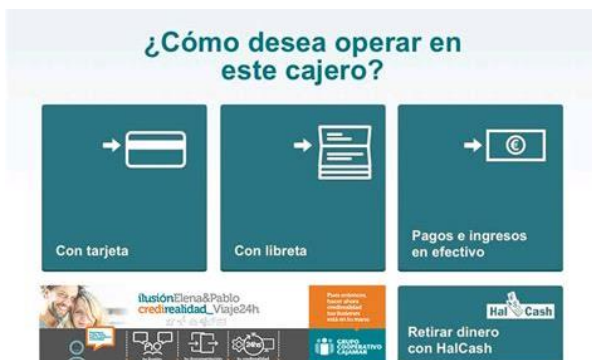 ¿Cómo desea operar en
este cajero?
Con tarjeta
Con libreta
Pagos e ingresos
en efectivo
ilusiónElena&Pablo
credirealidad_Viaje24h
24hs
GRUPO
COOPERATIVO
CAJAMAR
Hal Cash
Retirar dinero
con HalCash